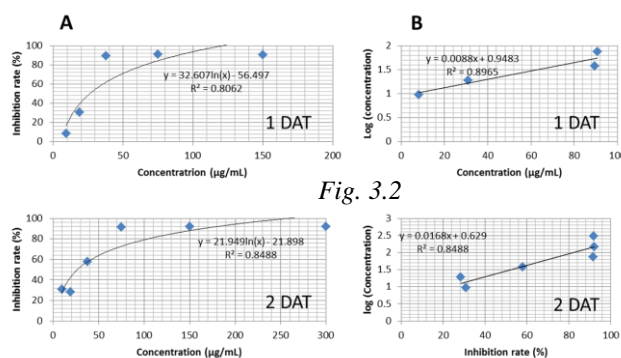 A
Inhibition rate (%)
100
80
60
40
20
0
y = 32.607ln(x) - 56.497
R² = 0.8062
1 DAT
0 50 100 150 200
Concentratrion (µg/mL)
B
Log (concentration)
2
1.5
1
0.5
0
y = 0.0088x + 0.9483
R² = 0.8965
1 DAT
0 20 40 60 80 100
Concentration (µg/mL)
Fig. 3.2
Inhibition rate (%)
100
80
60
40
20
0
y = 21.949ln(x) - 21.898
R² = 0.8488
2 DAT
0 50 100 150 200 250 300
Concentration (µg/mL)
log (Concentration)
3
2.5
2
1.5
1
0.5
0
y = 0.0168x + 0.629
R² = 0.8488
2 DAT
0 20 40 60 80 100
Inhibition rate (%)